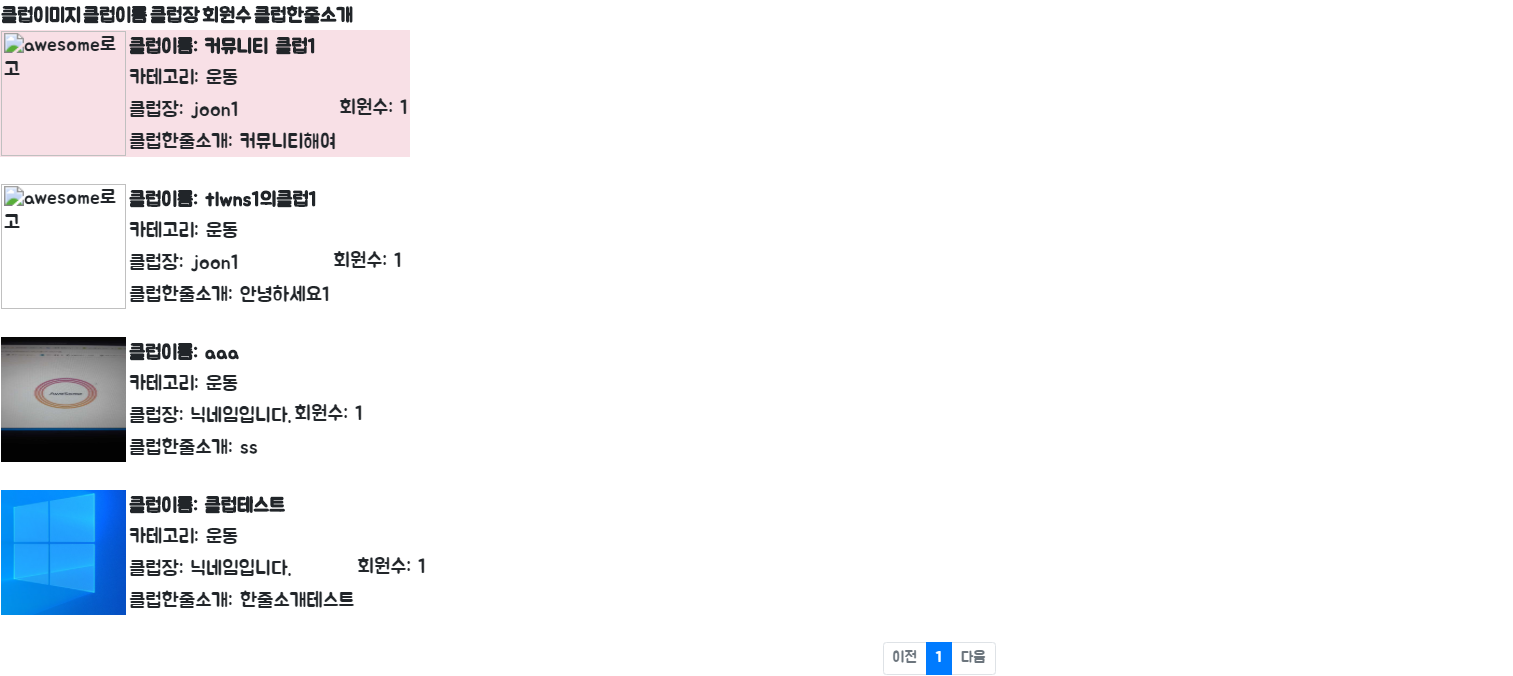 클럽이미지 클럽이름 클럽장 회원수 클럽한줄소개
awesome로고
클럽이름: 커뮤니티 클럽1
카테고리: 운동
클럽장: joon1 회원수: 1
클럽한줄소개: 커뮤니티해여
awesome로고
클럽이름: tlwns1의클럽1
카테고리: 운동
클럽장: joon1 회원수: 1
클럽한줄소개: 안녕하세요1
클럽이름: aaa
카테고리: 운동
클럽장: 닉네임입니다. 회원수: 1
클럽한줄소개: ss
클럽이름: 클럽테스트
카테고리: 운동
클럽장: 닉네임입니다. 회원수: 1
클럽한줄소개: 한줄소개테스트
이전 1 다음